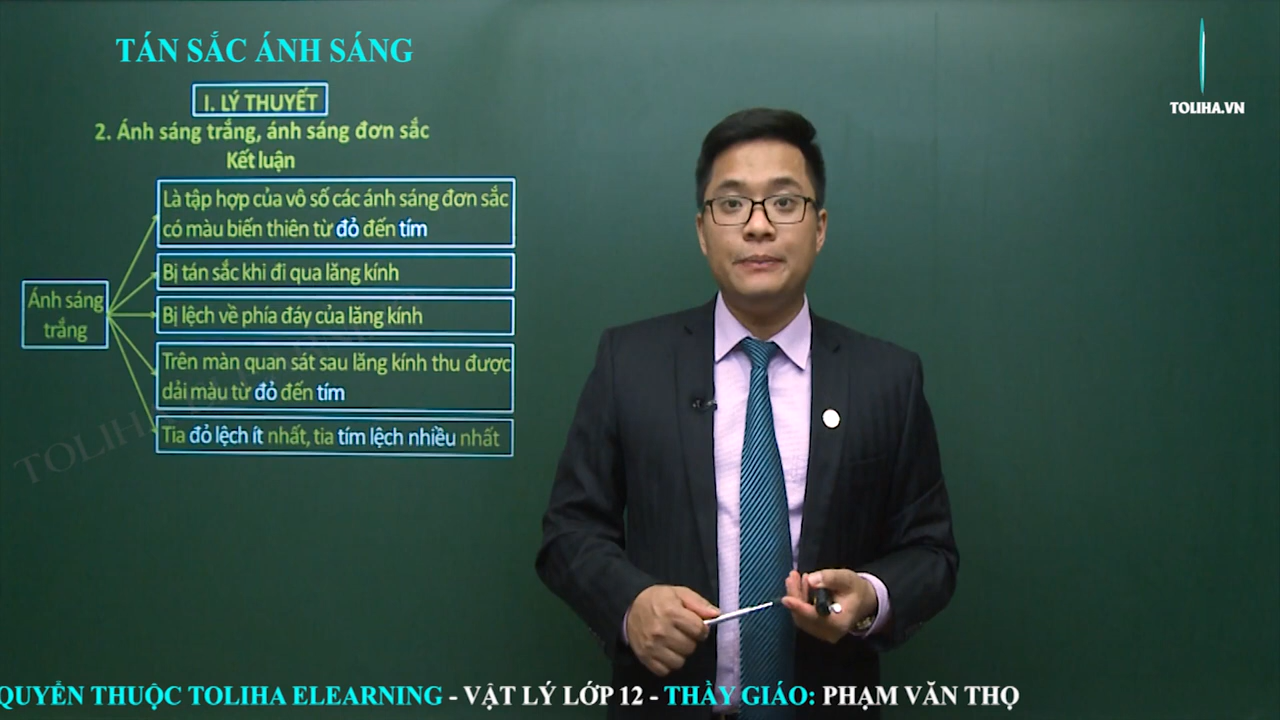 TÁN SẮC ÁNH SÁNG
TOLIHA.VN
I. LÝ THUYẾT
2. Ánh sáng trắng, ánh sáng đơn sắc
Kết luận
Ánh sáng
trắng
Là tập hợp của vô số các ánh sáng đơn sắc
có màu biến thiên từ đỏ đến tím
Bị tán sắc khi đi qua lăng kính
Bị lệch về phía đáy của lăng kính
Trên màn quan sát sau lăng kính thu được
dải màu từ đỏ đến tím
Tia đỏ lệch ít nhất, tia tím lệch nhiều nhất
QUYỂN THUỘC TOLIHA ELEARNING - VẬT LÝ LỚP 12 - THẦY GIÁO: PHẠM VĂN THỌ